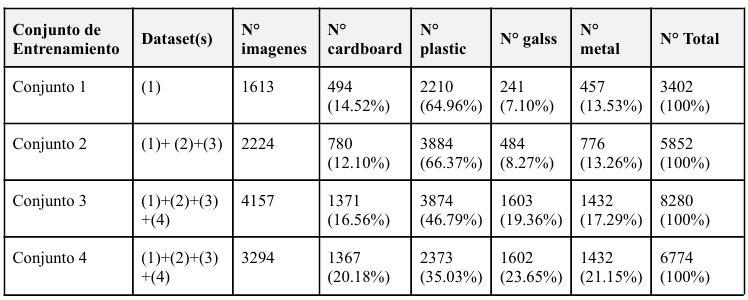 Conjunto de Entrenamiento | Dataset(s) | N° imagenes | N° cardboard | N° plastic | N° galss | N° metal | N° Total
Conjunto 1 | (1) | 1613 | 494 (14.52%) | 2210 (64.96%) | 241 (7.10%) | 457 (13.53%) | 3402 (100%)
Conjunto 2 | (1)+ (2)+(3) | 2224 | 780 (12.10%) | 3884 (66.37%) | 484 (8.27%) | 776 (13.26%) | 5852 (100%)
Conjunto 3 | (1)+(2)+(3) +(4) | 4157 | 1371 (16.56%) | 3874 (46.79%) | 1603 (19.36%) | 1432 (17.29%) | 8280 (100%)
Conjunto 4 | (1)+(2)+(3) +(4) | 3294 | 1367 (20.18%) | 2373 (35.03%) | 1602 (23.65%) | 1432 (21.15%) | 6774 (100%)